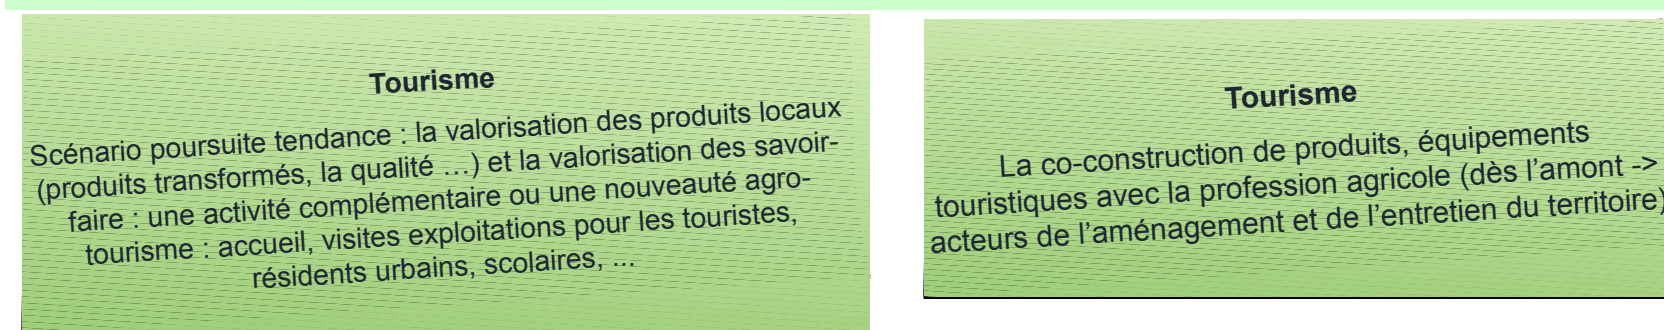 Tourisme
Scénario poursuite tendance : la valorisation des produits locaux
(produits transformés, la qualité …) et la valorisation des savoir-
faire : une activité complémentaire ou une nouveauté agro-
tourisme : accueil, visites exploitations pour les touristes,
résidents urbains, scolaires, ...
Tourisme
La co-construction de produits, équipements
touristiques avec la profession agricole (dès l’amont ->
acteurs de l’aménagement et de l’entretien du territoire)